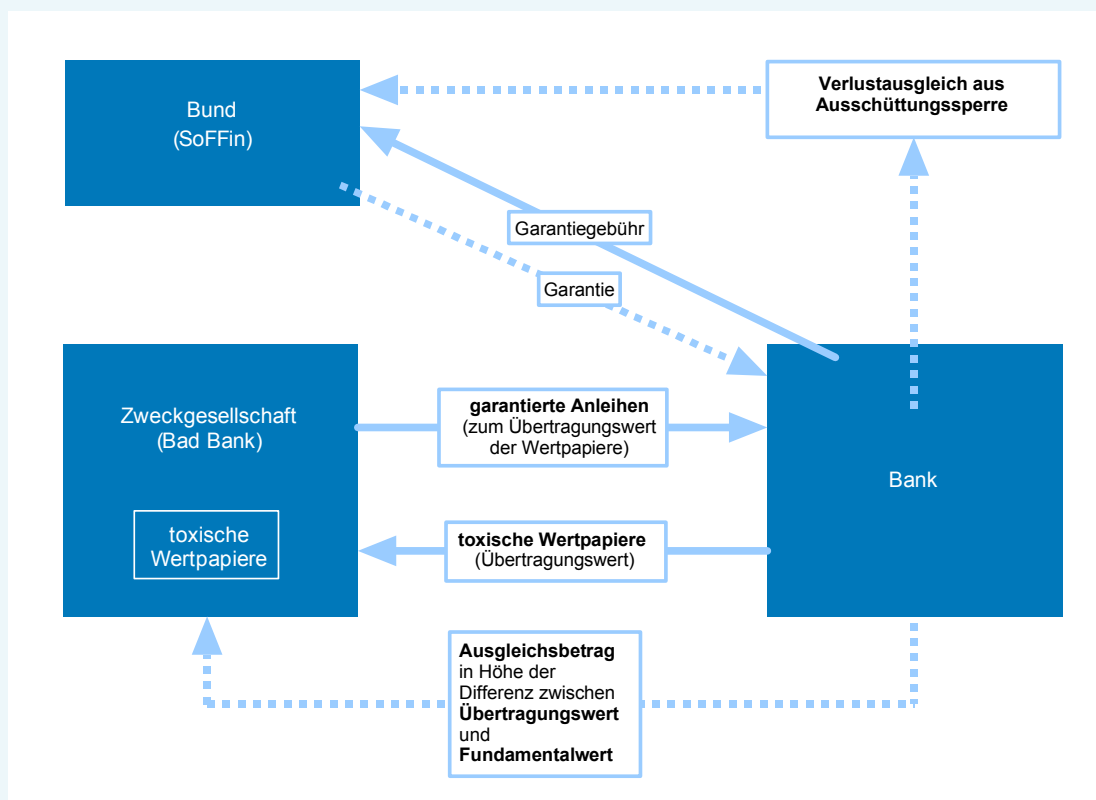 Bund
(SoFFin)
Verlustausgleich aus
Ausschüttungssperre
Garantiegebühr
Garantie
Zweckgesellschaft
(Bad Bank)
toxische
Wertpapiere
garantierte Anleihen
(zum Übertragungswert
der Wertpapiere)
toxische Wertpapiere
(Übertragungswert)
Bank
Ausgleichsbetrag
in Höhe der
Differenz zwischen
Übertragungswert
und
Fundamentalwert